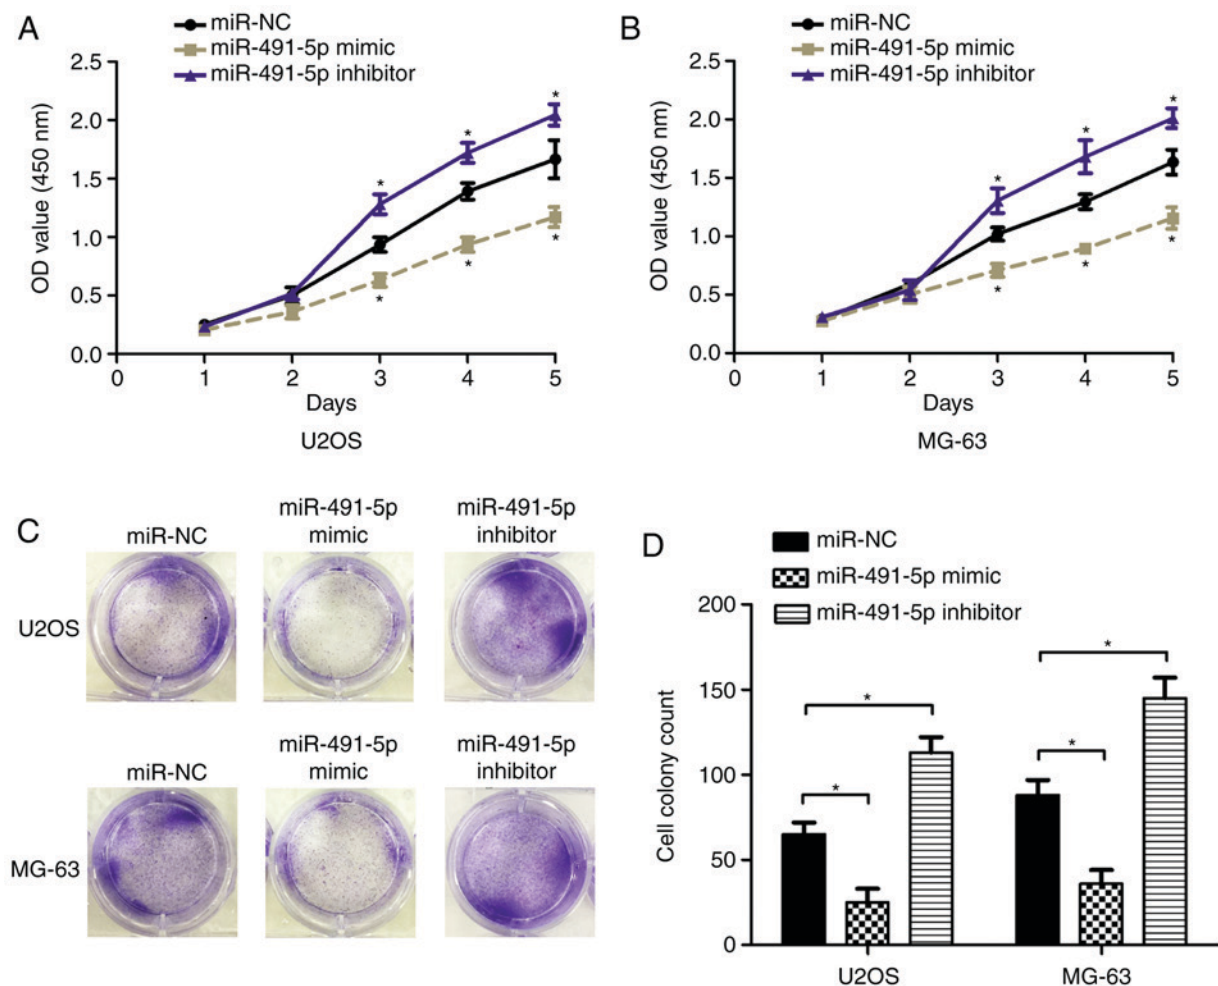 A
miR-NC
miR-491-5p mimic
miR-491-5p inhibitor
OD value (450 nm)
2.5
2.0
1.5
1.0
0.5
0.0
* * *
* * *
0 1 2 3 4 5
Days
U2OS
B
miR-NC
miR-491-5p mimic
miR-491-5p inhibitor
OD value (450 nm)
2.5
2.0
1.5
1.0
0.5
0.0
* * *
* * *
0 1 2 3 4 5
Days
MG-63
C
miR-NC
miR-491-5p
mimic
miR-491-5p
inhibitor
U2OS
miR-NC
miR-491-5p
mimic
miR-491-5p
inhibitor
MG-63
D
miR-NC
miR-491-5p mimic
miR-491-5p inhibitor
Cell colony count
200
150
100
50
0
* *
* *
U2OS MG-63